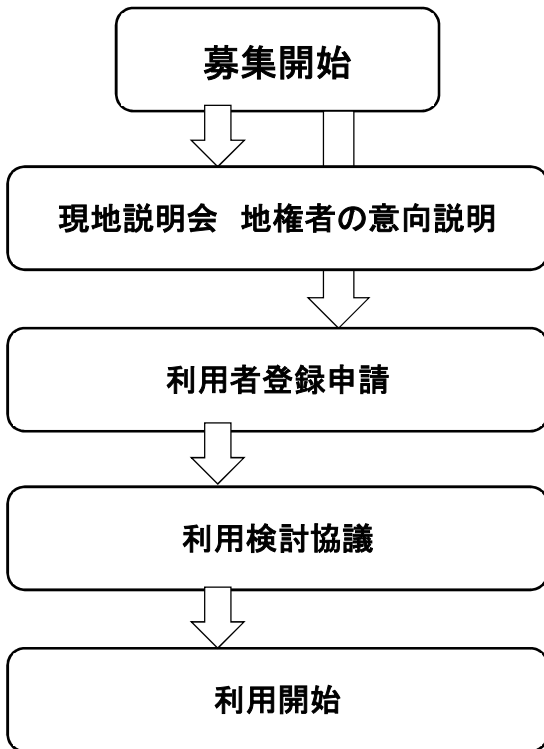 募集開始
現地説明会　地権者の意向説明
利用者登録申請
利用検討協議
利用開始